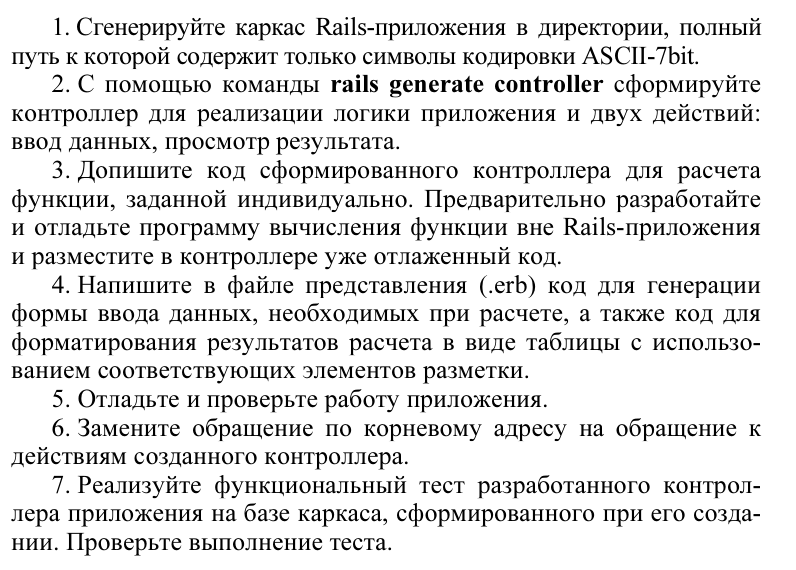 1. Сгенерируйте каркас Rails-приложения в директории, полный
путь к которой содержит только символы кодировки ASCII-7bit.
2. С помощью команды rails generate controller сформируйте
контроллер для реализации логики приложения и двух действий:
ввод данных, просмотр результата.
3. Допишите код сформированного контроллера для расчета
функции, заданной индивидуально. Предварительно разработайте
и отладьте программу вычисления функции вне Rails-приложения
и разместите в контроллере уже отлаженный код.
4. Напишите в файле представления (.erb) код для генерации
формы ввода данных, необходимых при расчете, а также код для
форматирования результатов расчета в виде таблицы с использо-
ванием соответствующих элементов разметки.
5. Отладьте и проверьте работу приложения.
6. Замените обращение по корневому адресу на обращение к
действиям созданного контроллера.
7. Реализуйте функциональный тест разработанного контрол-
лера приложения на базе каркаса, сформированного при его созда-
нии. Проверьте выполнение теста.